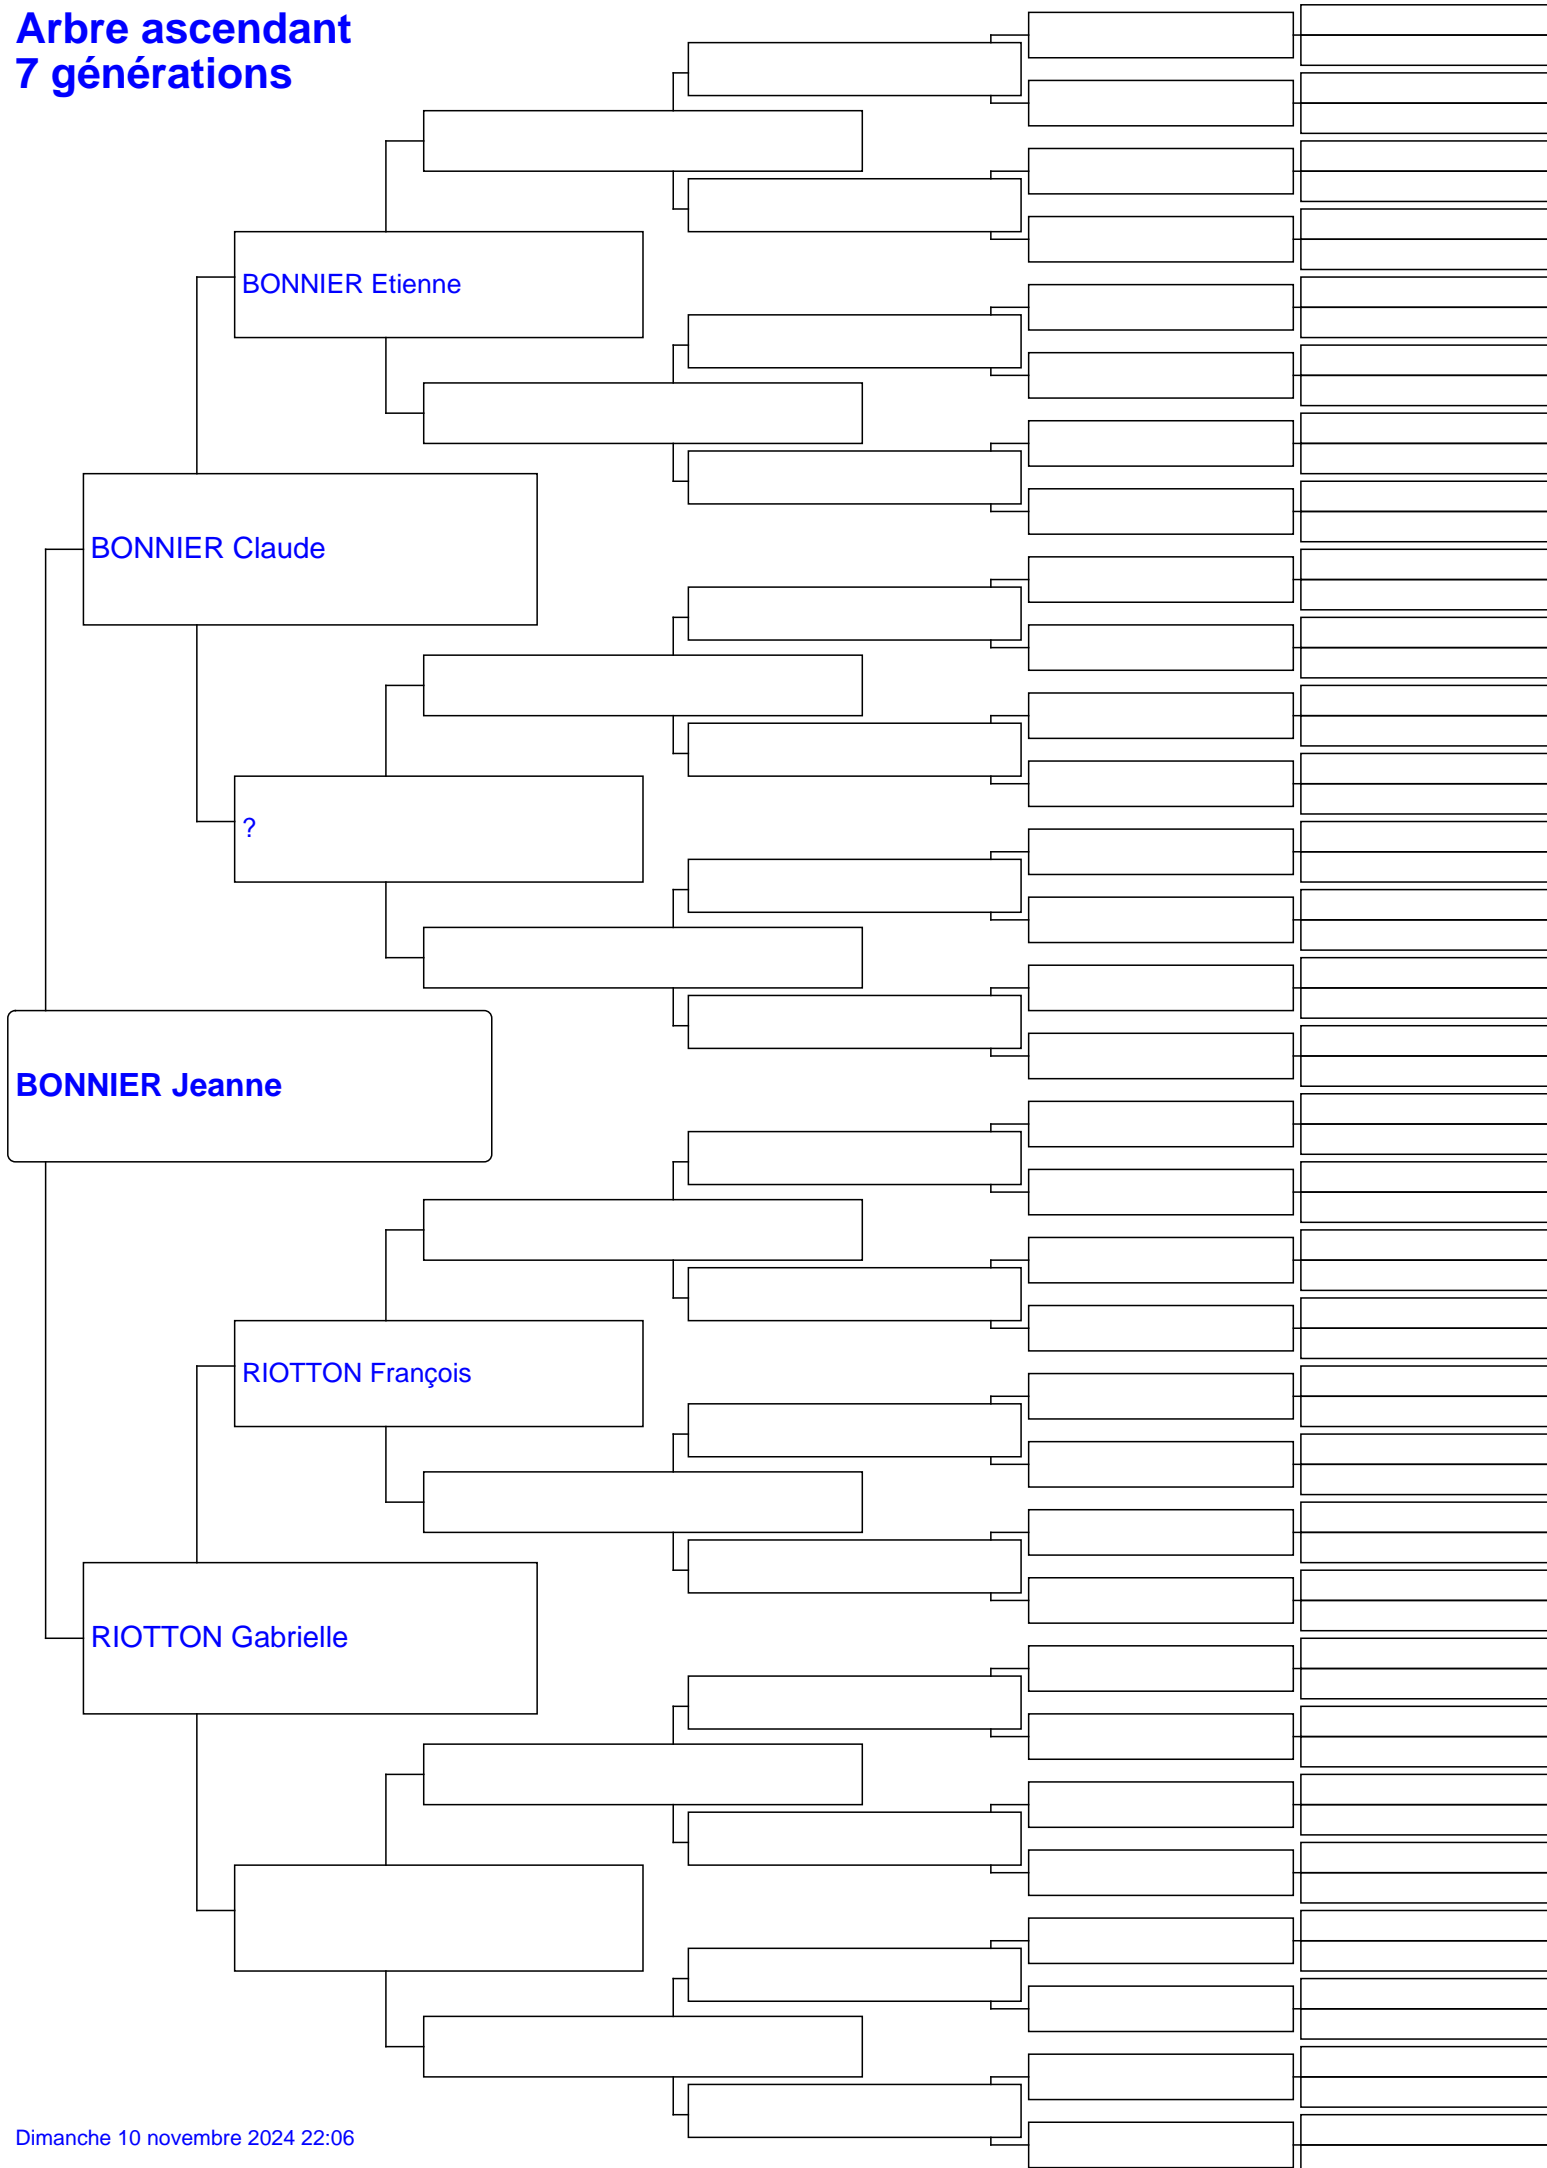 Arbre ascendant
7 générations
BONNIER Etienne
BONNIER Claude
?
BONNIER Jeanne
RIOTTON François
RIOTTON Gabrielle
Dimanche 10 novembre 2024 22:06